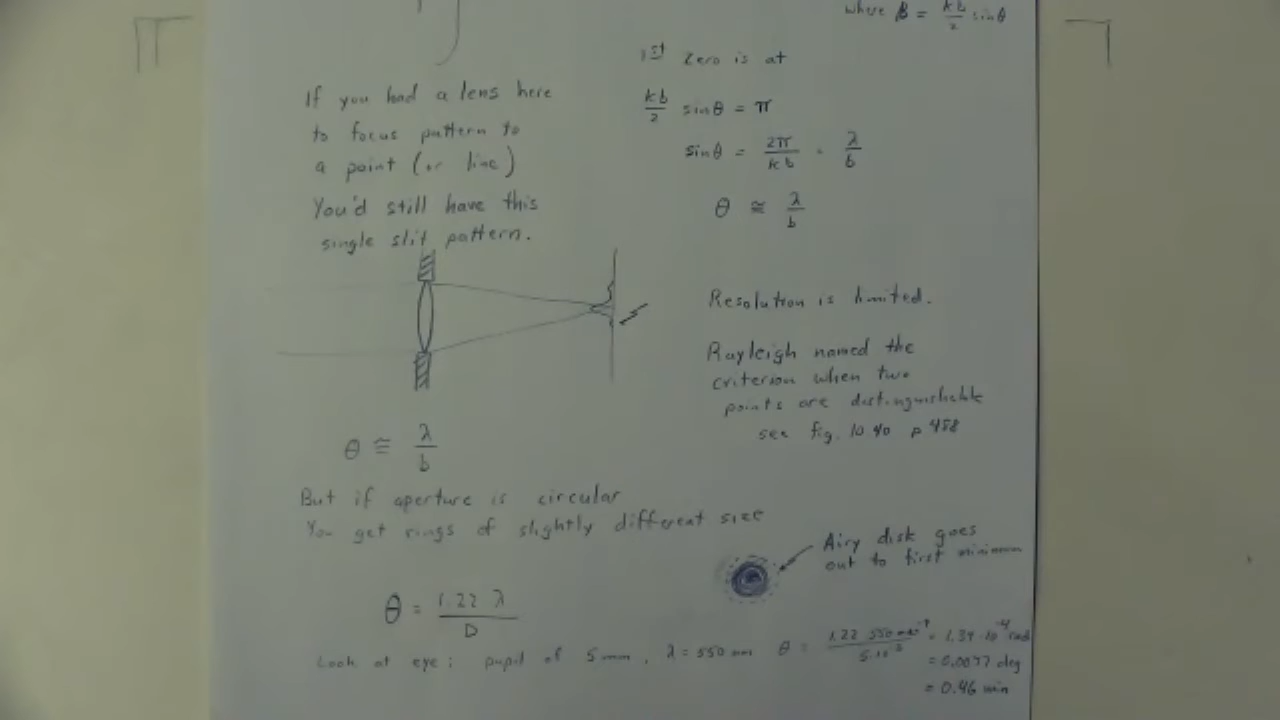 where β = kb/2 sinθ
1st Zero is at
kb/2 sinθ = π
sinθ = 2π/kb = λ/b
θ ≅ λ/b
If you had a lens here
to focus pattern to
a point (or line)
You'd still have this
single slit pattern.
Resolution is limited.
Rayleigh named the
criterion when two
points are distinguishable
see fig. 10 40 p 458
θ ≅ λ/b
But if aperture is circular
You get rings of slightly different size
Airy disk goes
out to first minimum
θ = 1.22 λ/D
Look at eye: pupil of 5mm, λ = 550 nm θ = = 1.34·10⁻⁴ rad
= 0.0077 deg
= 0.46 min